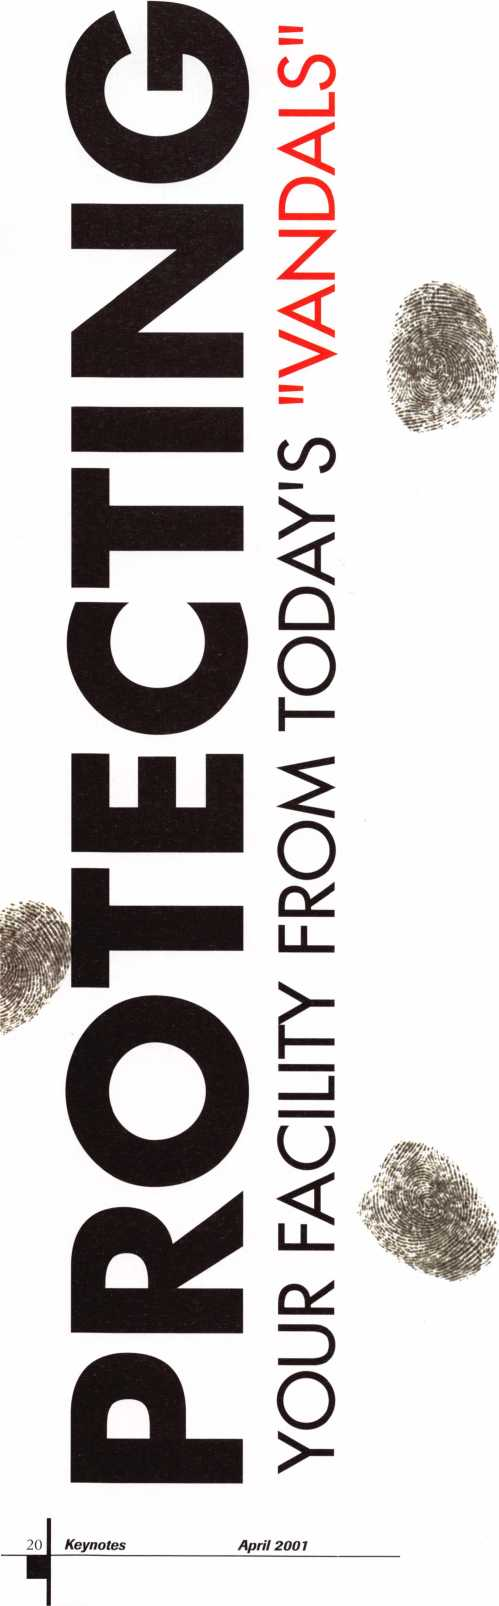 PROTECTING
YOUR FACILITY FROM TODAY'S "VANDALS"
20 Keynotes April 2001